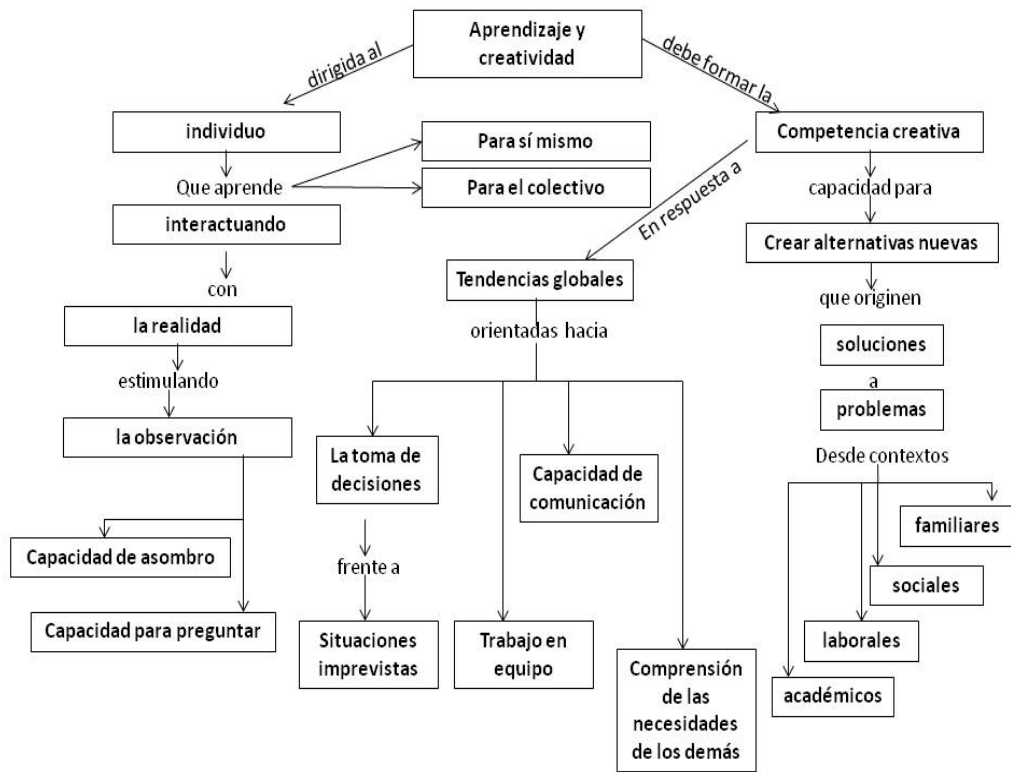 Aprendizaje y
creatividad
dirigida al
debe formar la
individuo
Para sí mismo
Competencia creativa
Que aprende
Para el colectivo
En respuesta a
capacidad para
interactuando
Crear alternativas nuevas
con
Tendencias globales
que originen
la realidad
orientadas hacia
soluciones
estimulando
a
problemas
la observación
La toma de
decisiones
Capacidad de
comunicación
Desde contextos
familiares
Capacidad de asombro
frente a
sociales
Capacidad para preguntar
Situaciones
imprevistas
Trabajo en
equipo
laborales
Comprensión
de las
necesidades
de los demás
académicos